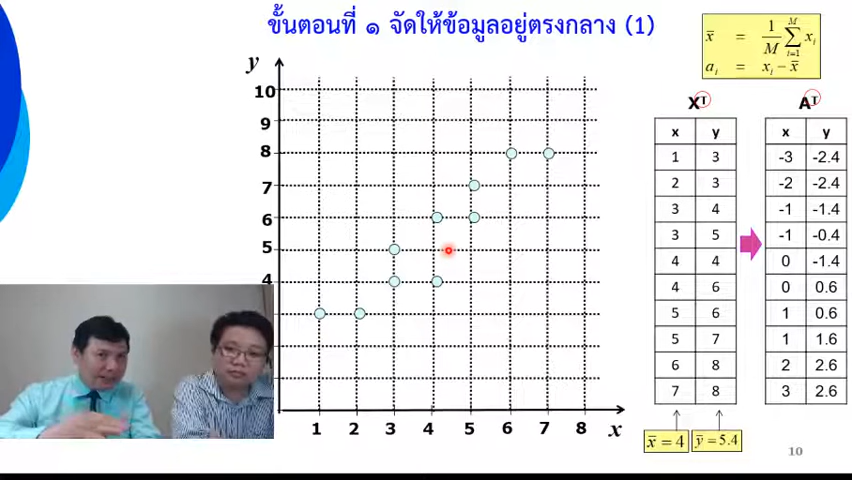 ขั้นตอนที่ ๑ จัดให้ข้อมูลอยู่ตรงกลาง (1)
x̄ = 1/M ∑ᵢ₌₁ᴹ xᵢ
aᵢ = xᵢ − x̄
y
10
9
8
7
6
5
4
1 2 3 4 5 6 7 8 x
Xᵀ
x y
1 3
2 3
3 4
3 5
4 4
4 6
5 6
5 7
6 8
7 8
x̄ = 4 ȳ = 5.4
Aᵀ
x y
-3 -2.4
-2 -2.4
-1 -1.4
-1 -0.4
0 -1.4
0 0.6
1 0.6
1 1.6
2 2.6
3 2.6
10